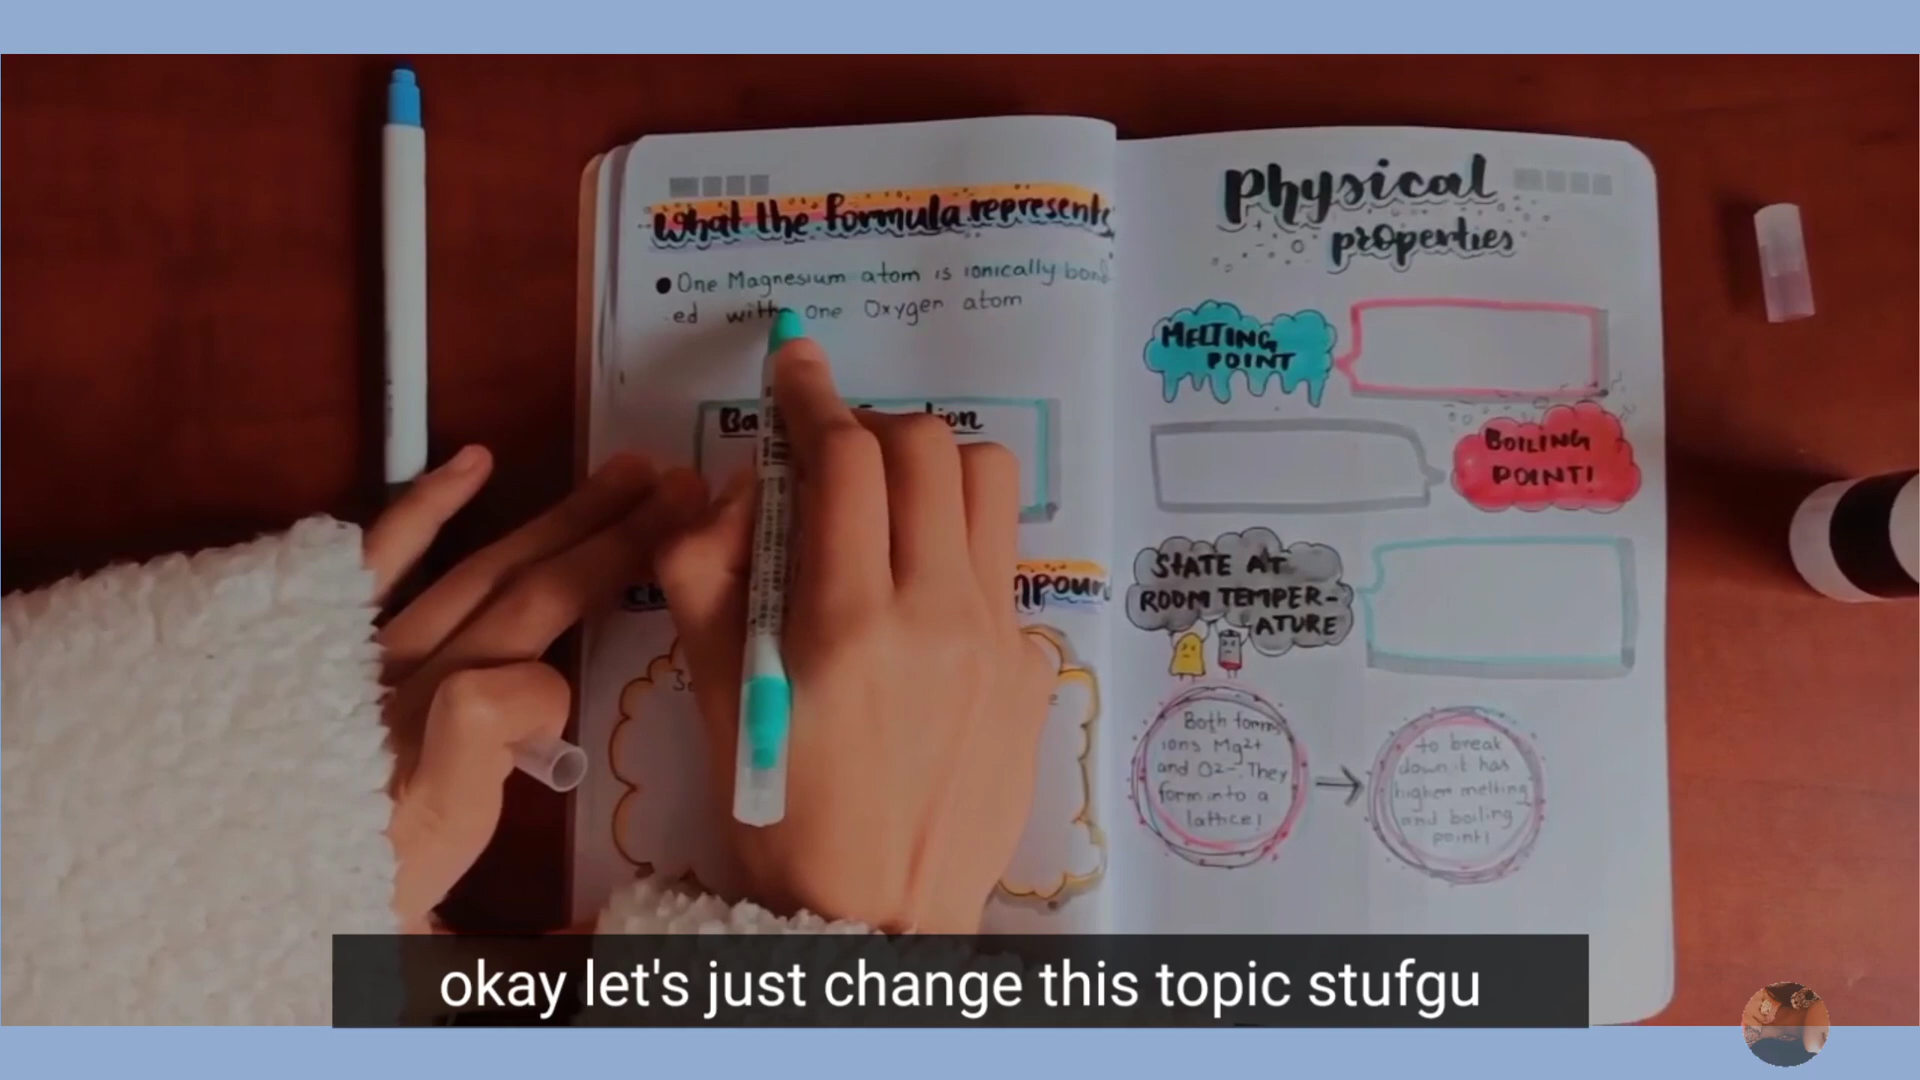 What the formula represents
One Magnesium atom is ionically bond
ed with one Oxygen atom
Physical
properties
MELTING
POINT
BOILING
POINT!
STATE AT
ROOM TEMPER-
ATURE
Both forms
ions Mg²⁺
and O2-. They
form into a
lattice!
to break
down it has
higher melting
and boiling
point!
okay let's just change this topic stufgu